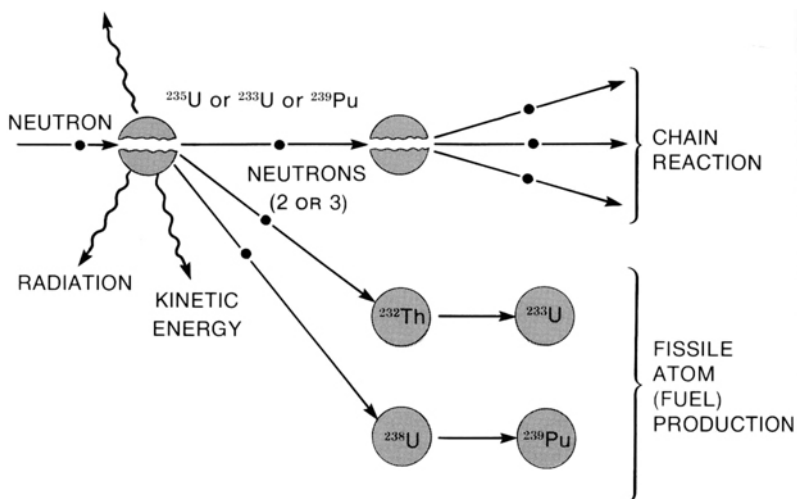 ²³⁵U or ²³³U or ²³⁹Pu
NEUTRON
NEUTRONS
(2 OR 3)
CHAIN
REACTION
RADIATION
KINETIC
ENERGY
²³²Th
²³³U
²³⁸U
²³⁹Pu
FISSILE
ATOM
(FUEL)
PRODUCTION